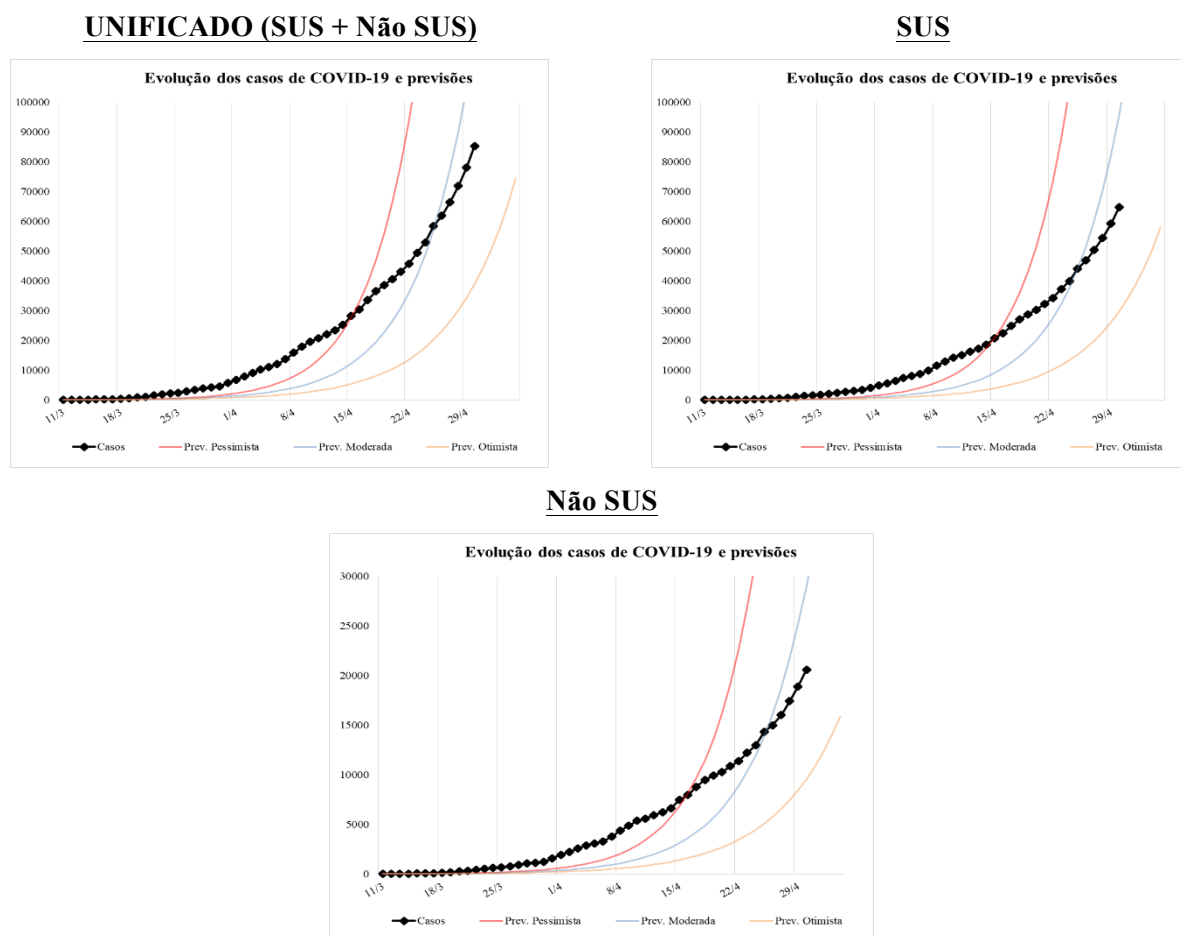 UNIFICADO (SUS + Não SUS)
SUS
Evolução dos casos de COVID-19 e previsões
100000
90000
80000
70000
60000
50000
40000
30000
20000
10000
0
11/3 18/3 25/3 1/4 8/4 15/4 22/4 29/4
Casos Prev. Pessimista Prev. Moderada Prev. Otimista
Evolução dos casos de COVID-19 e previsões
100000
90000
80000
70000
60000
50000
40000
30000
20000
10000
0
11/3 18/3 25/3 1/4 8/4 15/4 22/4 29/4
Casos Prev. Pessimista Prev. Moderada Prev. Otimista
Não SUS
Evolução dos casos de COVID-19 e previsões
30000
25000
20000
15000
10000
5000
0
11/3 18/3 25/3 1/4 8/4 15/4 22/4 29/4
Casos Prev. Pessimista Prev. Moderada Prev. Otimista